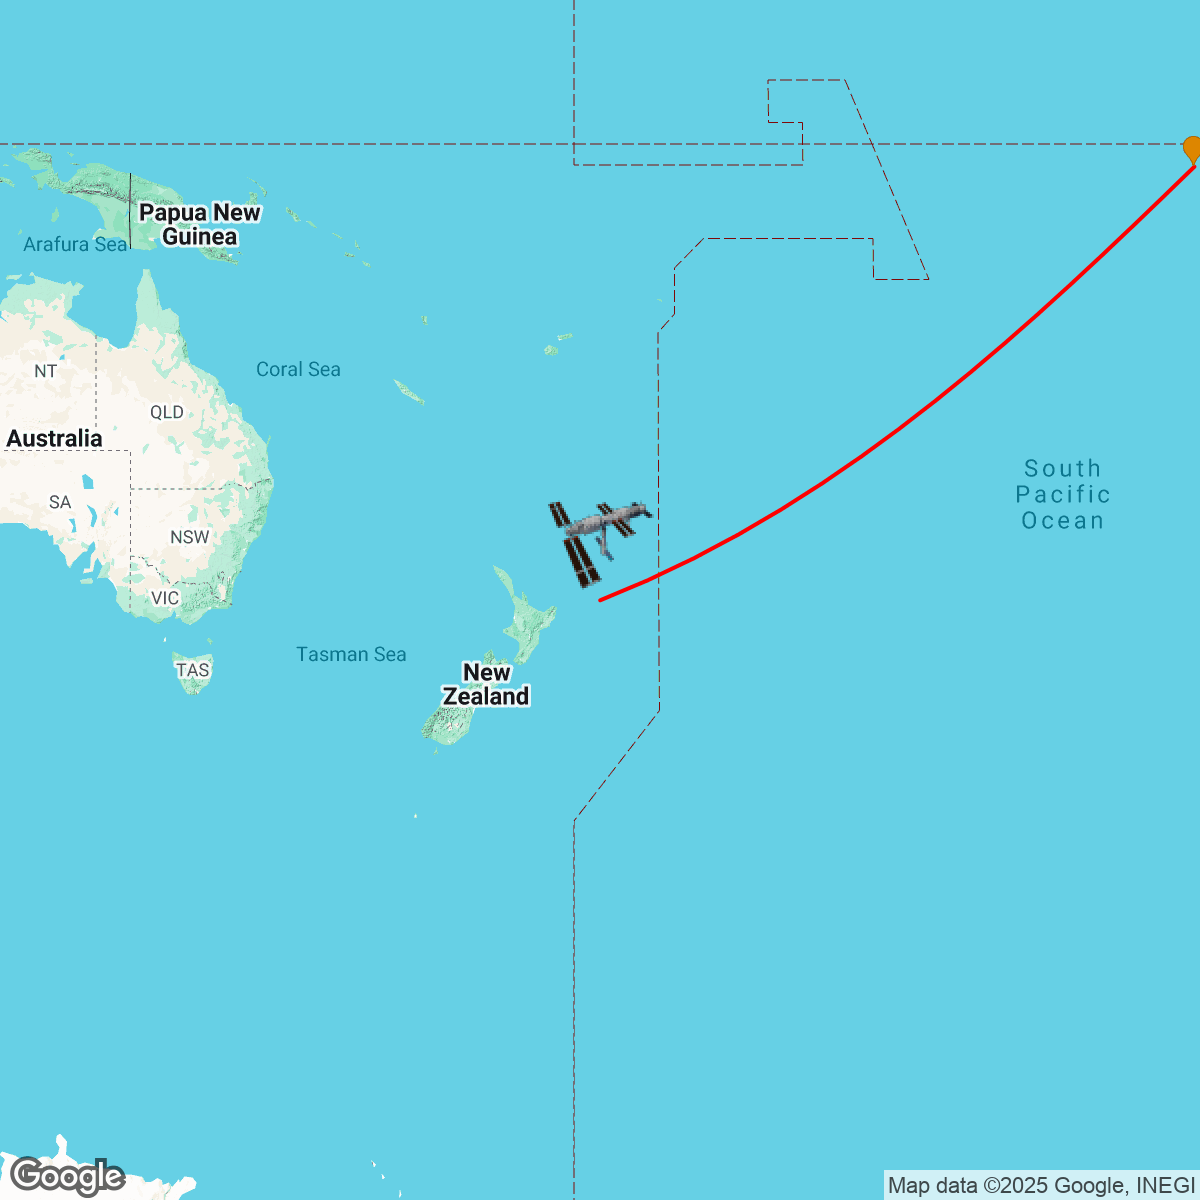 Papua New
Guinea
Arafura Sea
Coral Sea
NT
QLD
Australia
South
Pacific
Ocean
SA
NSW
VIC
Tasman Sea
TAS
New
Zealand
Google
Map data ©2025 Google, INEGI